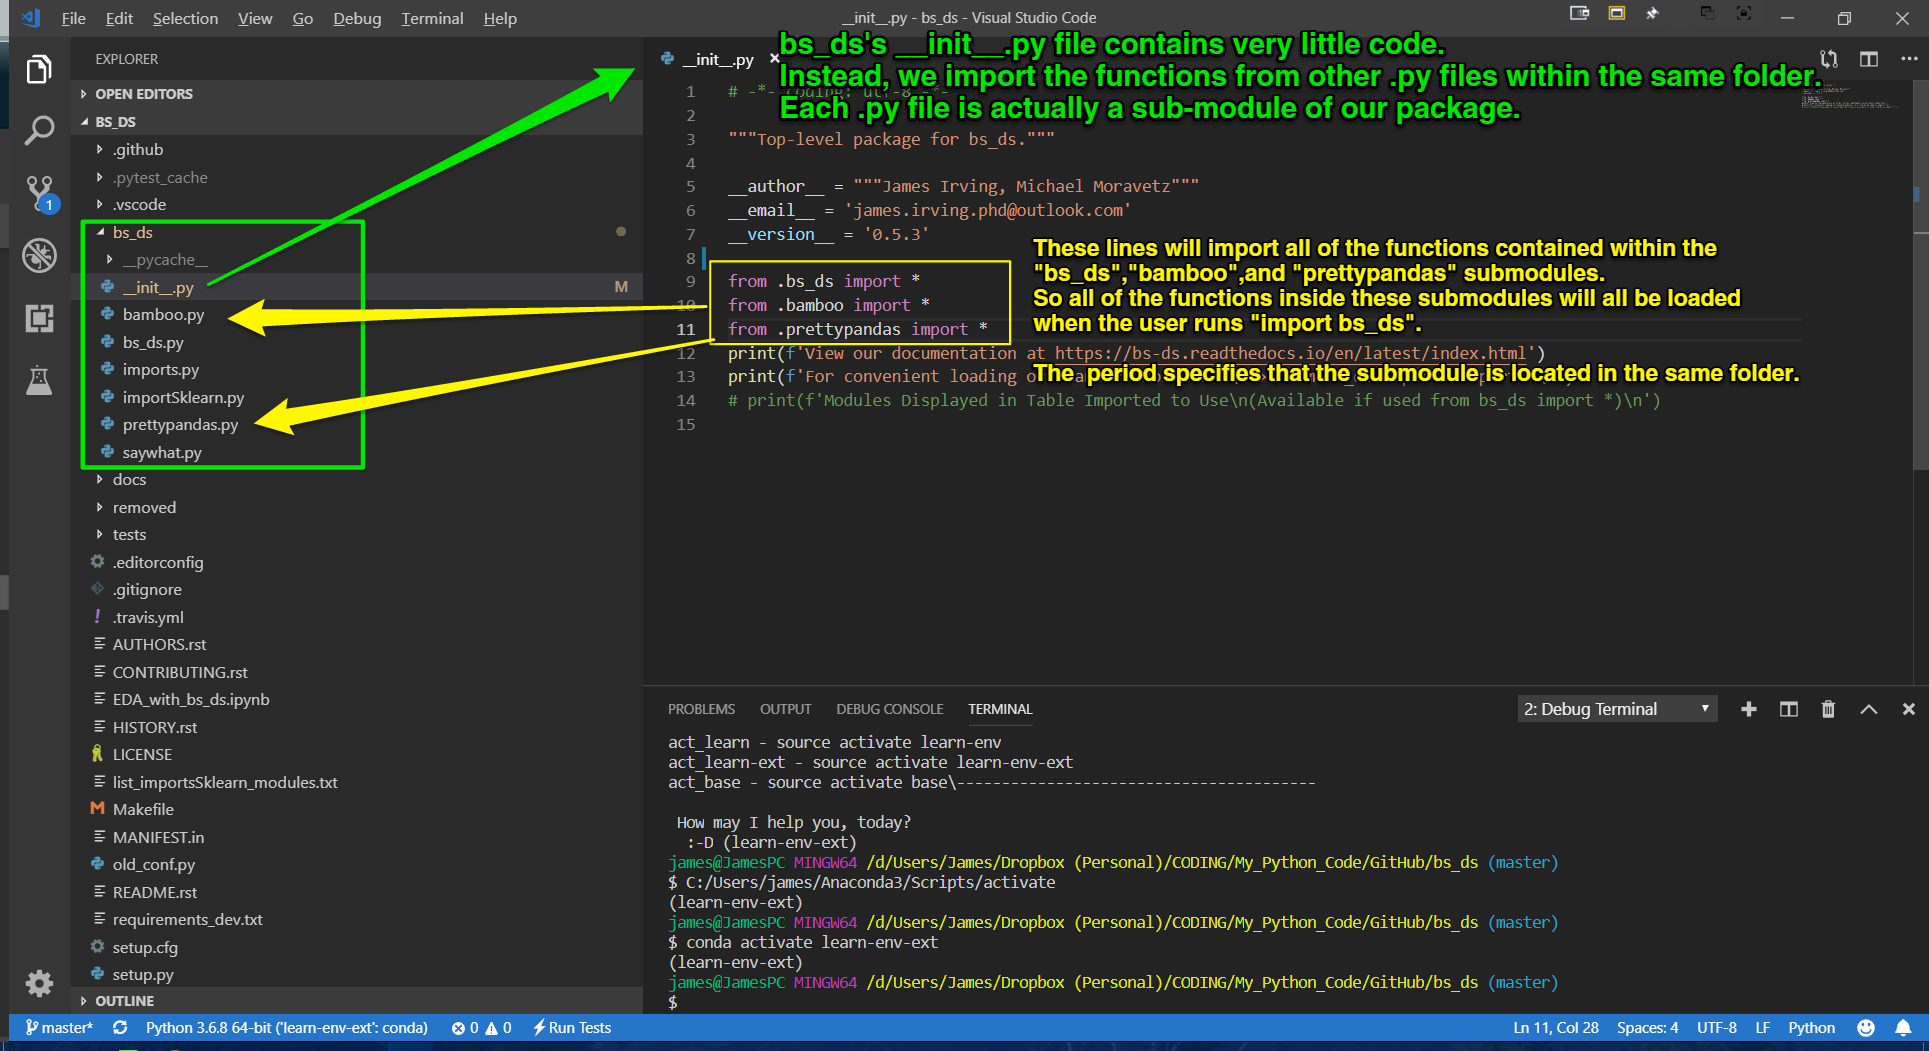 File Edit Selection View Go Debug Terminal Help
__init__.py - bs_ds - Visual Studio Code
EXPLORER
OPEN EDITORS
BS_DS
.github
.pytest_cache
.vscode
1
bs_ds
__pycache__
__init__.py M
bamboo.py
bs_ds.py
imports.py
importSklearn.py
prettypandas.py
saywhat.py
docs
removed
tests
.editorconfig
.gitignore
.travis.yml
AUTHORS.rst
CONTRIBUTING.rst
EDA_with_bs_ds.ipynb
HISTORY.rst
LICENSE
list_importsSklearn_modules.txt
Makefile
MANIFEST.in
old_conf.py
README.rst
requirements_dev.txt
setup.cfg
setup.py
OUTLINE
__init__.py
bs_ds's __init__.py file contains very little code.
Instead, we import the functions from other .py files within the same folder.
Each .py file is actually a sub-module of our package.
1 # -*- coding: utf-8 -*-
2
3 """Top-level package for bs_ds."""
4
5 __author__ = """James Irving, Michael Moravetz"""
6 __email__ = 'james.irving.phd@outlook.com'
7 __version__ = '0.5.3'
8
9 from .bs_ds import *
10 from .bamboo import *
11 from .prettypandas import *
12 print(f'View our documentation at https://bs-ds.readthedocs.io/en/latest/index.html')
13 print(f'For convenient loading o
14 # print(f'Modules Displayed in Table Imported to Use\n(Available if used from bs_ds import *)\n')
15
These lines will import all of the functions contained within the
"bs_ds","bamboo",and "prettypandas" submodules.
So all of the functions inside these submodules will all be loaded
when the user runs "import bs_ds".
The period specifies that the submodule is located in the same folder.
PROBLEMS OUTPUT DEBUG CONSOLE TERMINAL
2: Debug Terminal
act_learn - source activate learn-env
act_learn-ext - source activate learn-env-ext
act_base - source activate base\----------------------------------------
How may I help you, today?
:-D (learn-env-ext)
james@JamesPC MINGW64 /d/Users/James/Dropbox (Personal)/CODING/My_Python_Code/GitHub/bs_ds (master)
$ C:/Users/james/Anaconda3/Scripts/activate
(learn-env-ext)
james@JamesPC MINGW64 /d/Users/James/Dropbox (Personal)/CODING/My_Python_Code/GitHub/bs_ds (master)
$ conda activate learn-env-ext
(learn-env-ext)
james@JamesPC MINGW64 /d/Users/James/Dropbox (Personal)/CODING/My_Python_Code/GitHub/bs_ds (master)
$
master* Python 3.6.8 64-bit ('learn-env-ext': conda) 0 0 Run Tests
Ln 11, Col 28 Spaces: 4 UTF-8 LF Python